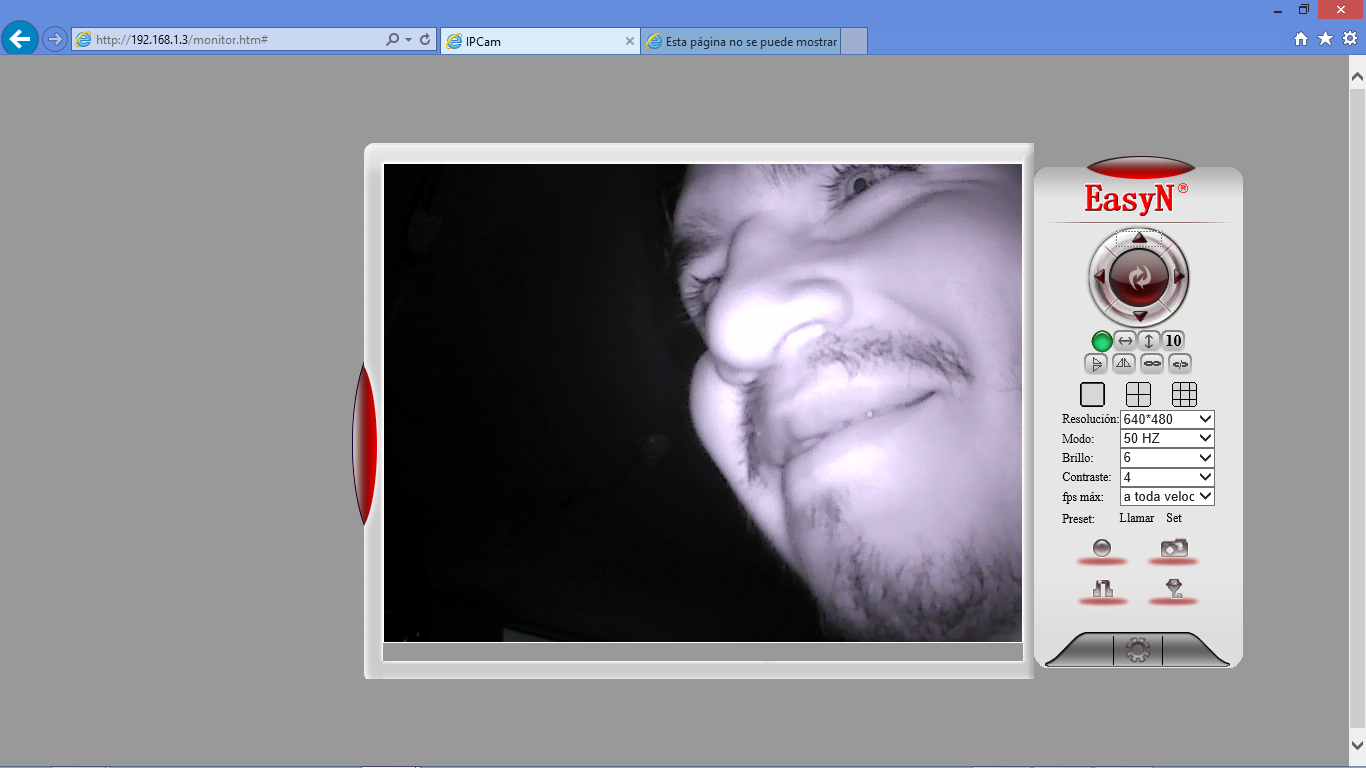 http://192.168.1.3/monitor.htm#
IPCam
Esta página no se puede mostrar
EasyN®
10
Resolución: 640*480
Modo: 50 HZ
Brillo: 6
Contraste: 4
fps máx: a toda veloc
Preset: Llamar Set